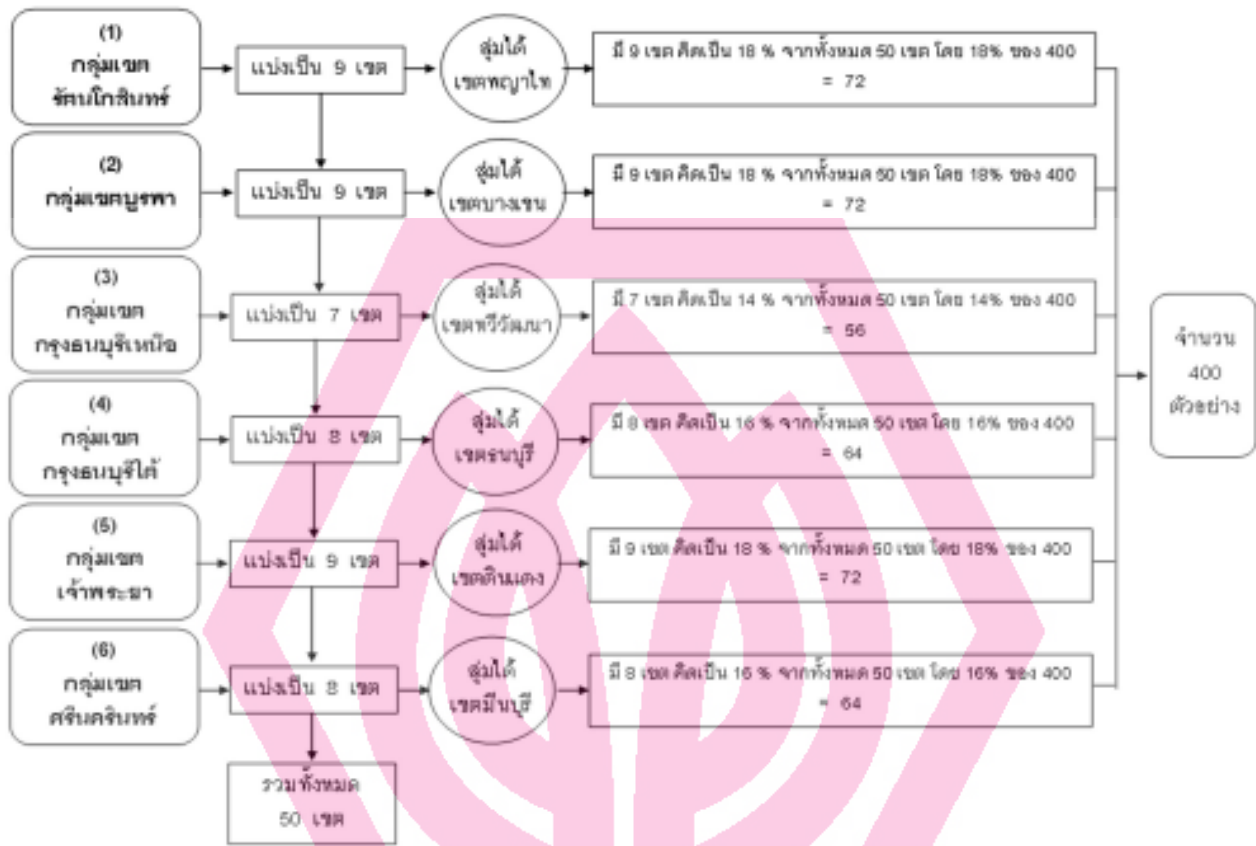 (1)
กลุ่มเขต
รัตนโกสินทร์
แบ่งเป็น 9 เขต
สุ่มได้
เขตพญาไท
มี 9 เขต คิดเป็น 18 % จากทั้งหมด 50 เขต โดย 18% ของ 400
= 72
(2)
กลุ่มเขตบูรพา
แบ่งเป็น 9 เขต
สุ่มได้
เขตบางเขน
มี 9 เขต คิดเป็น 18 % จากทั้งหมด 50 เขต โดย 18% ของ 400
= 72
(3)
กลุ่มเขต
กรุงธนบุรีเหนือ
แบ่งเป็น 7 เขต
สุ่มได้
เขตทวีวัฒนา
มี 7 เขต คิดเป็น 14 % จากทั้งหมด 50 เขต โดย 14% ของ 400
= 56
(4)
กลุ่มเขต
กรุงธนบุรีใต้
แบ่งเป็น 8 เขต
สุ่มได้
เขตธนบุรี
มี 8 เขต คิดเป็น 16 % จากทั้งหมด 50 เขต โดย 16% ของ 400
= 64
(5)
กลุ่มเขต
เจ้าพระยา
แบ่งเป็น 9 เขต
สุ่มได้
เขตดินแดง
มี 9 เขต คิดเป็น 18 % จากทั้งหมด 50 เขต โดย 18% ของ 400
= 72
(6)
กลุ่มเขต
ศรีนครินทร์
แบ่งเป็น 8 เขต
สุ่มได้
เขตมีนบุรี
มี 8 เขต คิดเป็น 16 % จากทั้งหมด 50 เขต โดย 16% ของ 400
= 64
รวมทั้งหมด
50 เขต
จำนวน
400
ตัวอย่าง